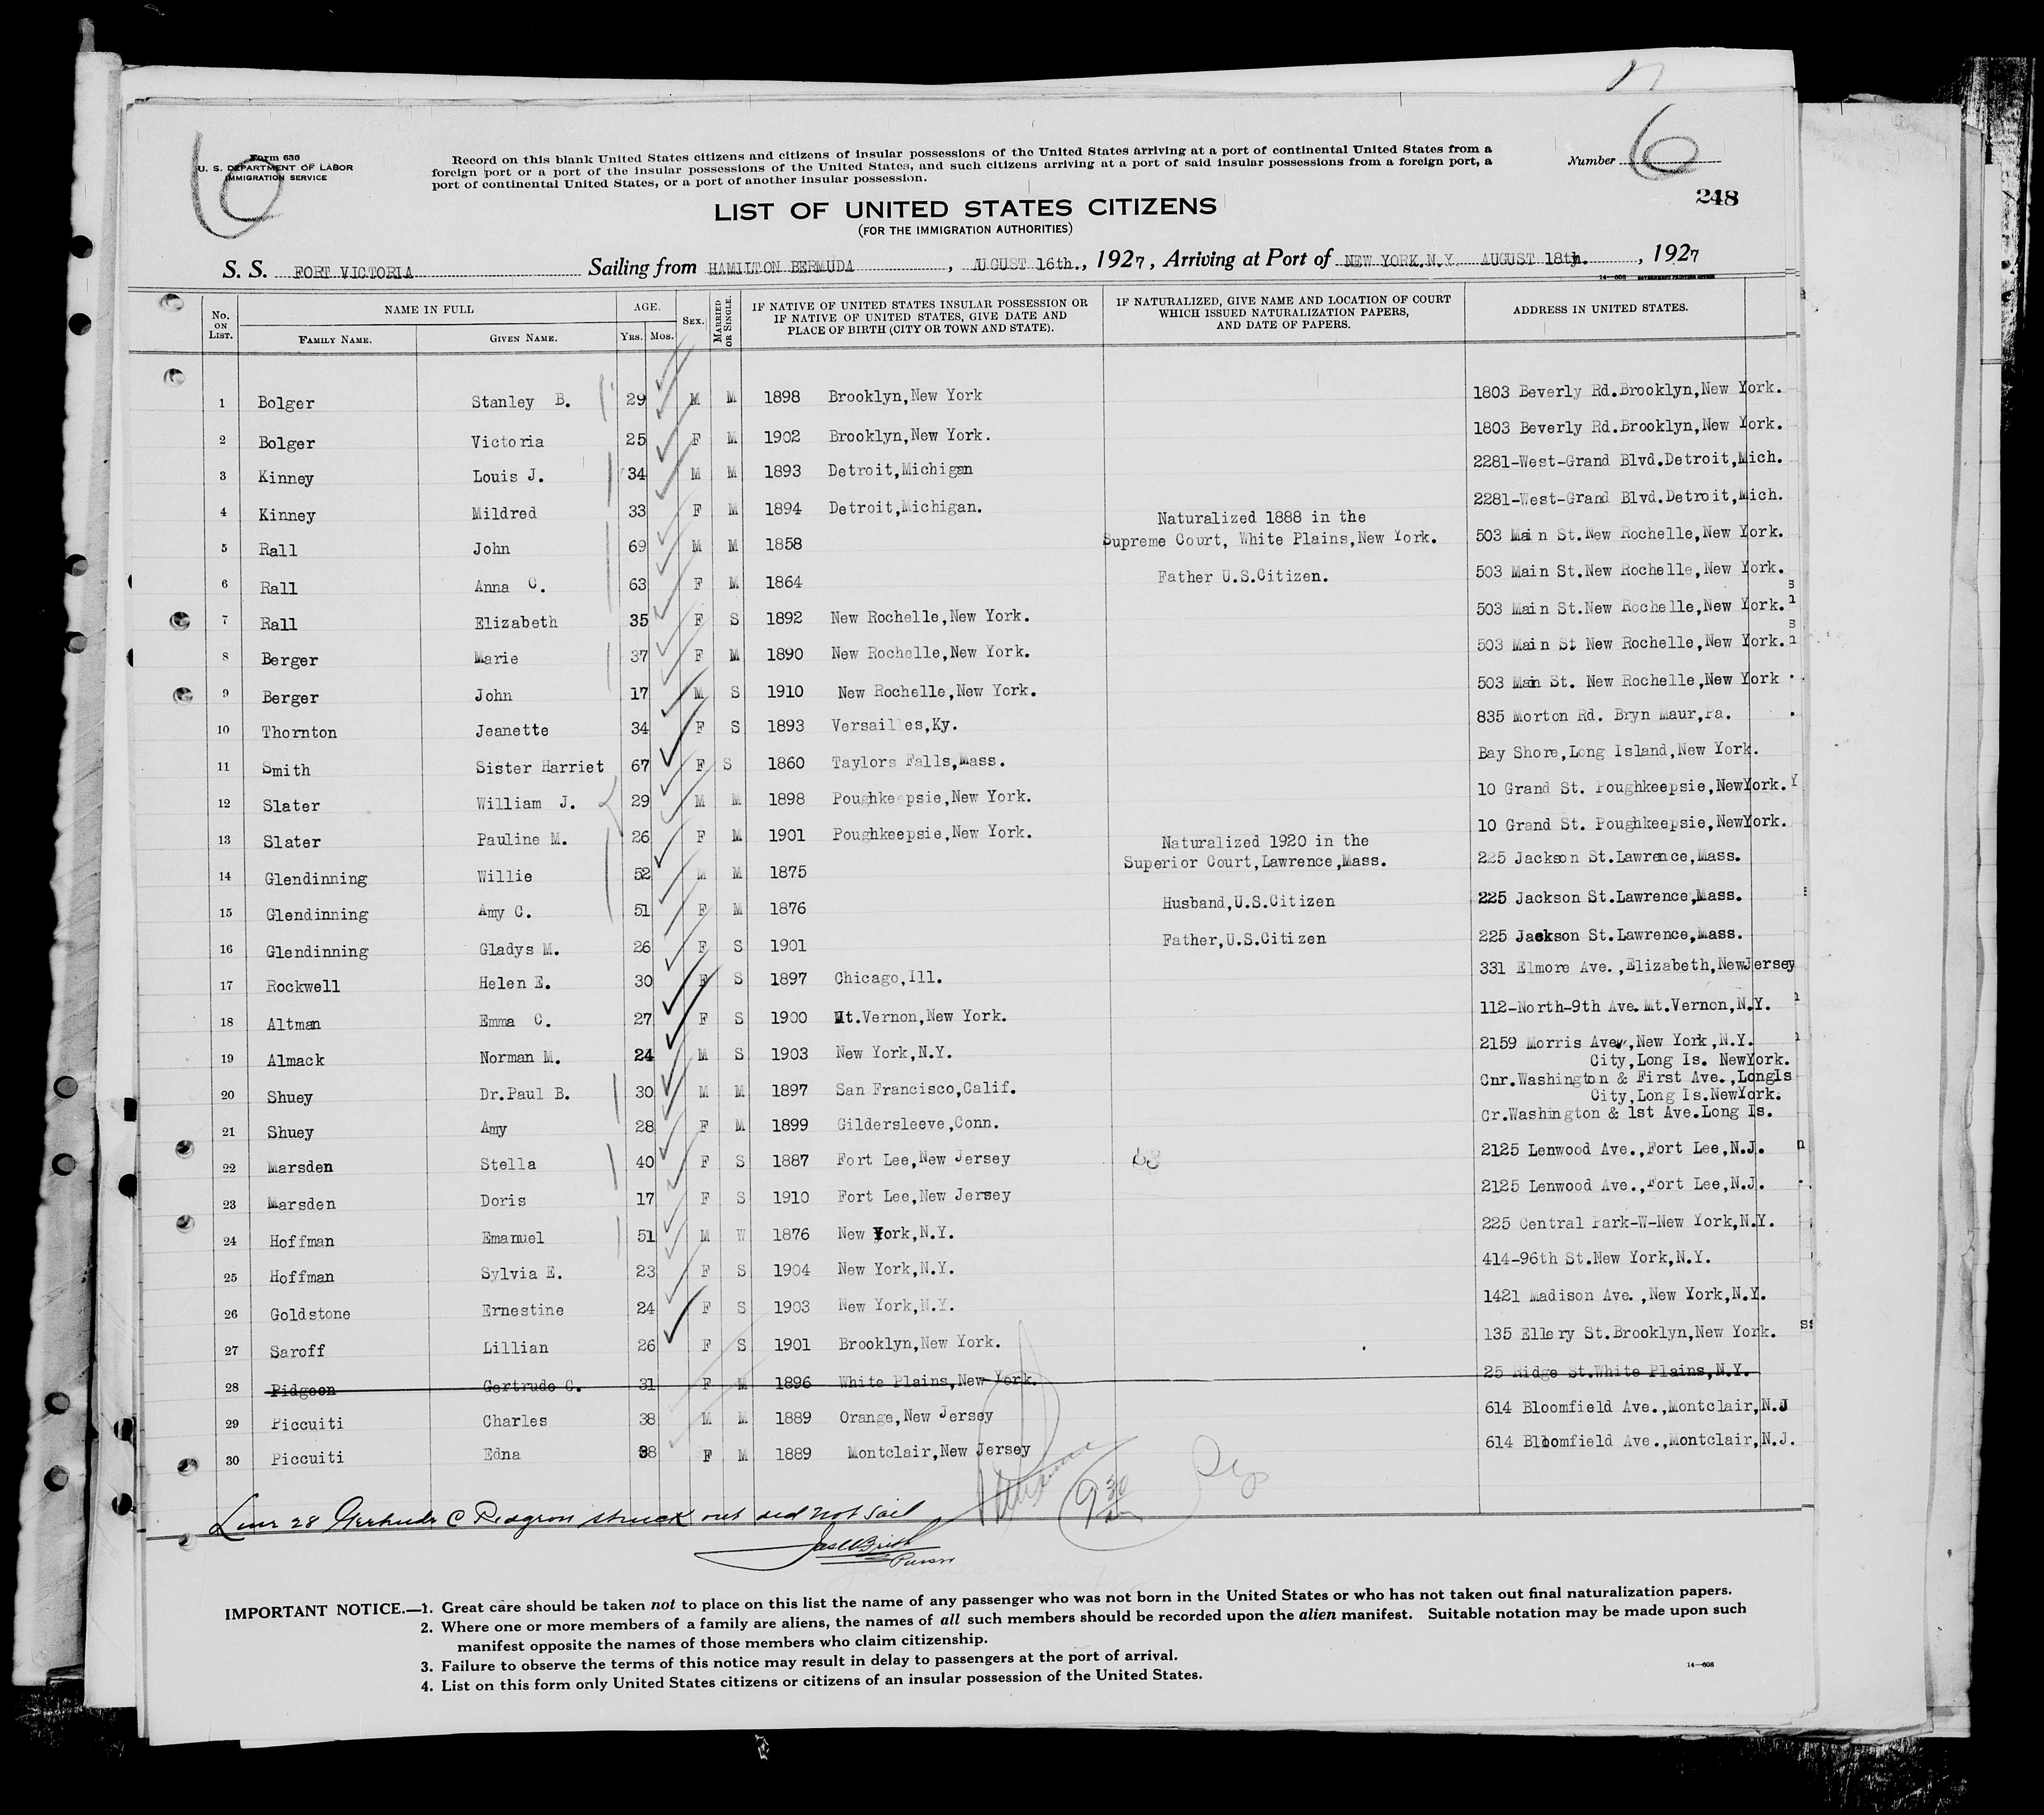 Form 630
U. S. DEPARTMENT OF LABOR
IMMIGRATION SERVICE
6
Record on this blank United States citizens and citizens of insular possessions of the United States arriving at a port of continental United States from a
foreign port or a port of the insular possessions of the United States, and such citizens arriving at a port of said insular possessions from a foreign port, a
port of continental United States, or a port of another insular possession.
Number 6
248
LIST OF UNITED STATES CITIZENS
(FOR THE IMMIGRATION AUTHORITIES)
S. S. FORT VICTORIA Sailing from HAMILTON BERMUDA, AUGUST 16th., 1927, Arriving at Port of NEW YORK.N.Y. AUGUST 18th., 1927
14—608 GOVERNMENT PRINTING OFFICE
No. ON LIST. NAME IN FULL FAMILY NAME. GIVEN NAME. AGE. YRS. MOS. SEX. MARRIED OR SINGLE. IF NATIVE OF UNITED STATES INSULAR POSSESSION OR IF NATIVE OF UNITED STATES, GIVE DATE AND PLACE OF BIRTH (CITY OR TOWN AND STATE). IF NATURALIZED, GIVE NAME AND LOCATION OF COURT WHICH ISSUED NATURALIZATION PAPERS, AND DATE OF PAPERS. ADDRESS IN UNITED STATES.
1 Bolger Stanley B. 29 M M 1898 Brooklyn,New York 1803 Beverly Rd.Brooklyn,New York.
2 Bolger Victoria 25 F M 1902 Brooklyn,New York. 1803 Beverly Rd.Brooklyn,New York.
3 Kinney Louis J. 34 M M 1893 Detroit,Michigan 2281-West-Grand Blvd.Detroit,Mich.
4 Kinney Mildred 33 F M 1894 Detroit,Michigan. 2281-West-Grand Blvd.Detroit,Mich.
5 Rall John 69 M M 1858 Naturalized 1888 in the Supreme Court, White Plains,New York. 503 Main St.New Rochelle,New York.
6 Rall Anna C. 63 F M 1864 Father U.S.Citizen. 503 Main St.New Rochelle,New York.
7 Rall Elizabeth 35 F S 1892 New Rochelle,New York. 503 Main St.New Rochelle,New York.
8 Berger Marie 37 F M 1890 New Rochelle,New York. 503 Main St New Rochelle,New York.
9 Berger John 17 M S 1910 New Rochelle,New York. 503 Main St. New Rochelle,New York
10 Thornton Jeanette 34 F S 1893 Versailles,Ky. 835 Morton Rd. Bryn Maur,Pa.
11 Smith Sister Harriet 67 F S 1860 Taylors Falls,Mass. Bay Shore,Long Island,New York.
12 Slater William J. 29 M M 1898 Poughkeepsie,New York. 10 Grand St. Poughkeepsie,NewYork.
13 Slater Pauline M. 26 F M 1901 Poughkeepsie,New York. 10 Grand St. Poughkeepsie,NewYork.
14 Glendinning Willie 52 M M 1875 Naturalized 1920 in the Superior Court,Lawrence,Mass. 225 Jackson St.Lawrence,Mass.
15 Glendinning Amy C. 51 F M 1876 Husband,U.S.Citizen 225 Jackson St.Lawrence,Mass.
16 Glendinning Gladys M. 26 F S 1901 Father,U.S.Citizen 225 Jackson St.Lawrence,Mass.
17 Rockwell Helen E. 30 F S 1897 Chicago,Ill. 331 Elmore Ave.,Elizabeth,NewJersey
18 Altman Emma C. 27 F S 1900 Mt.Vernon,New York. 112-North-9th Ave.Mt.Vernon,N.Y.
19 Almack Norman M. 24 M S 1903 New York,N.Y. 2159 Morris Ave,,New York,N.Y.
20 Shuey Dr.Paul B. 30 M M 1897 San Francisco,Calif. City,Long Is. NewYork. Cnr.Washington & First Ave.,LongIs
21 Shuey Amy 28 F M 1899 Gildersleeve,Conn. City,Long Is.NewYork. Cr.Washington & 1st Ave.Long Is.
22 Marsden Stella 40 F S 1887 Fort Lee,New Jersey 2125 Lenwood Ave.,Fort Lee,N.J.
23 Marsden Doris 17 F S 1910 Fort Lee,New Jersey 2125 Lenwood Ave.,Fort Lee,N.J.
24 Hoffman Emanuel 51 M W 1876 New York,N.Y. 225 Central Park-W-New York,N.Y.
25 Hoffman Sylvia E. 23 F S 1904 New York,N.Y. 414-96th St.New York,N.Y.
26 Goldstone Ernestine 24 F S 1903 New York,N.Y. 1421 Madison Ave.,New York,N.Y.
27 Saroff Lillian 26 F S 1901 Brooklyn,New York. 135 Ellery St.Brooklyn,New York.
28 Pidgeon Gertrude C. 31 F M 1896 White Plains,New York. 25 Ridge St.White Plains,N.Y.
29 Piccuiti Charles 38 M M 1889 Orange,New Jersey 614 Bloomfield Ave.,Montclair,N.J
30 Piccuiti Edna 38 F M 1889 Montclair,New Jersey 614 Bloomfield Ave.,Montclair,N.J.
Line 28 Gertrude C Pidgeon struck out did not sail
9 30
Purser
IMPORTANT NOTICE.—1. Great care should be taken not to place on this list the name of any passenger who was not born in the United States or who has not taken out final naturalization papers.
2. Where one or more members of a family are aliens, the names of all such members should be recorded upon the alien manifest. Suitable notation may be made upon such
manifest opposite the names of those members who claim citizenship.
3. Failure to observe the terms of this notice may result in delay to passengers at the port of arrival.
4. List on this form only United States citizens or citizens of an insular possession of the United States.
14—608